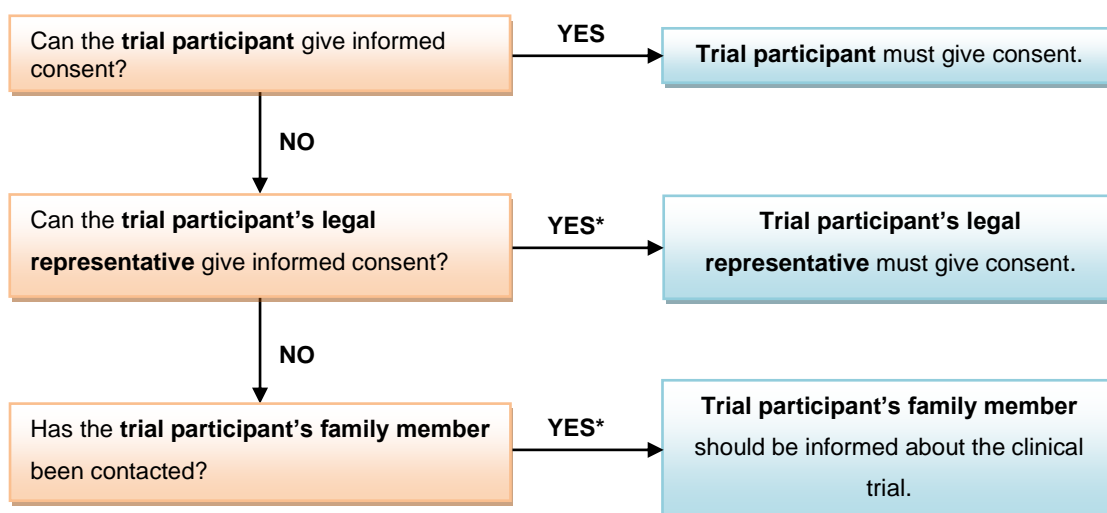 Can the trial participant give informed
consent?
YES
Trial participant must give consent.
NO
Can the trial participant’s legal
representative give informed consent?
YES*
Trial participant’s legal
representative must give consent.
NO
Has the trial participant’s family member
been contacted?
YES*
Trial participant’s family member
should be informed about the clinical
trial.